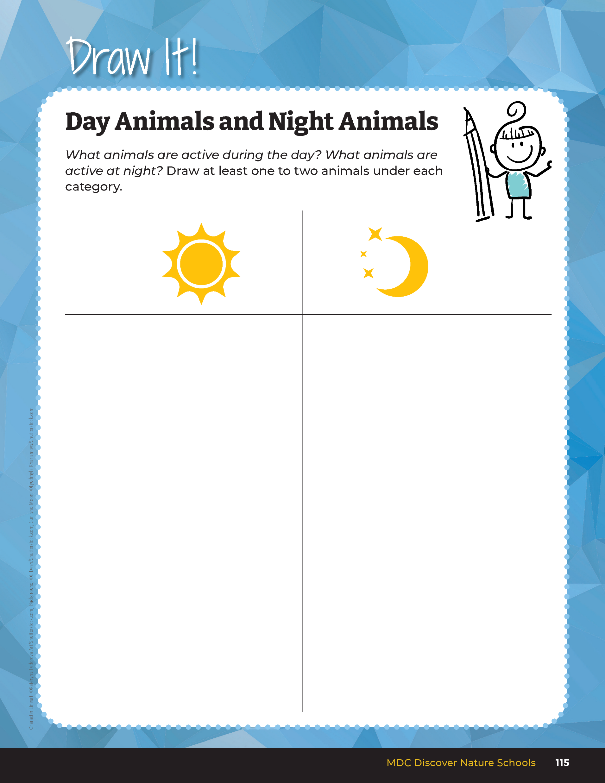 Draw It!
Day Animals and Night Animals
What animals are active during the day? What animals are
active at night? Draw at least one to two animals under each
category.
MDC Discover Nature Schools 115